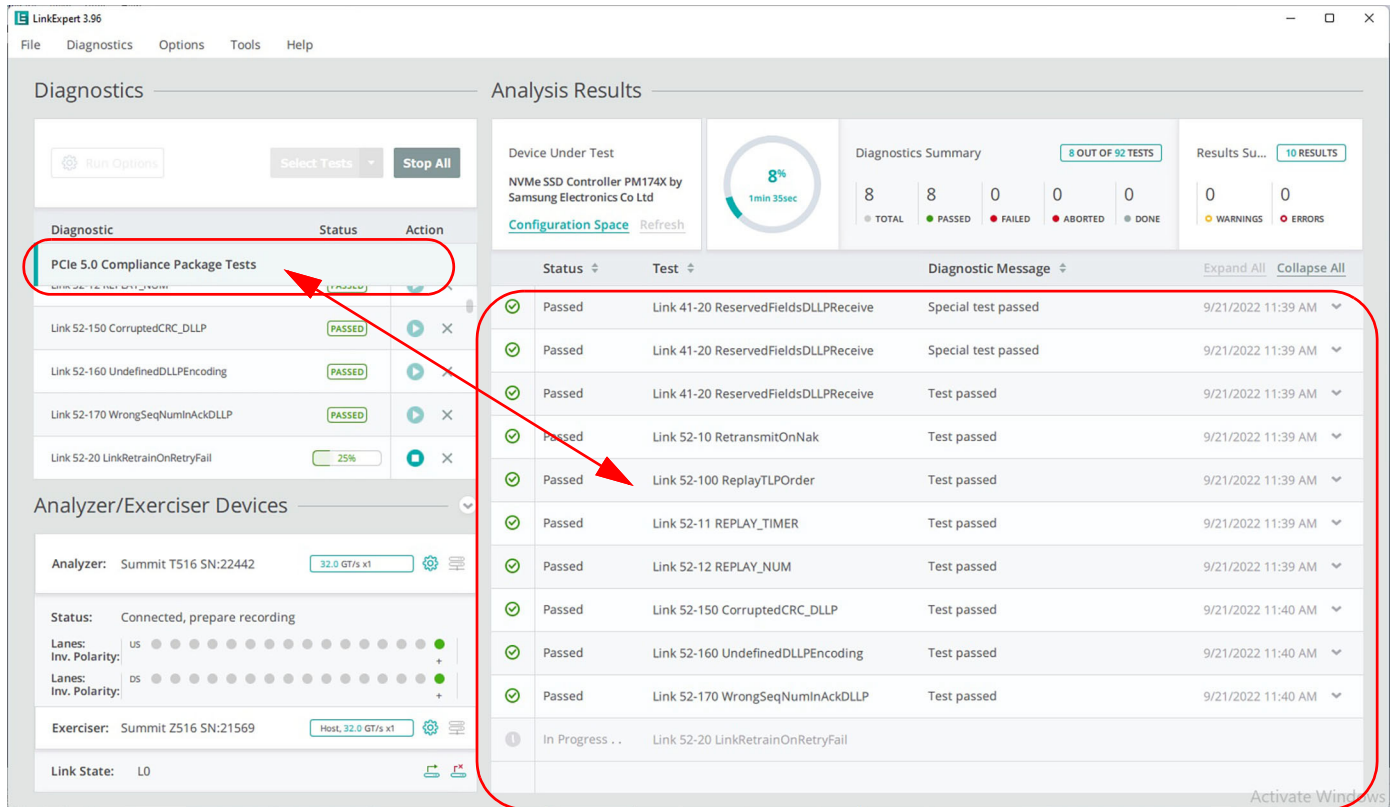 LinkExpert 3.96
File Diagnostics Options Tools Help
Diagnostics
Run Options Select Tests Stop All
Diagnostic Status Action
PCIe 5.0 Compliance Package Tests
Link 52-12 REPLAY_NUM PASSED
Link 52-150 CorruptedCRC_DLLP PASSED
Link 52-160 UndefinedDLLPEncoding PASSED
Link 52-170 WrongSeqNumInAckDLLP PASSED
Link 52-20 LinkRetrainOnRetryFail 25%
Analyzer/Exerciser Devices
Analyzer: Summit T516 SN:22442 32.0 GT/s x1
Status: Connected, prepare recording
Lanes: US
Inv. Polarity: +
Lanes: DS
Inv. Polarity: +
Exerciser: Summit Z516 SN:21569 Host, 32.0 GT/s x1
Link State: L0
Analysis Results
Device Under Test
NVMe SSD Controller PM174X by
Samsung Electronics Co Ltd
Configuration Space Refresh
8%
1min 35sec
Diagnostics Summary 8 OUT OF 92 TESTS
8 8 0 0 0
TOTAL PASSED FAILED ABORTED DONE
Results Su... 10 RESULTS
0 0
WARNINGS ERRORS
Status Test Diagnostic Message Expand All Collapse All
Passed Link 41-20 ReservedFieldsDLLPReceive Special test passed 9/21/2022 11:39 AM
Passed Link 41-20 ReservedFieldsDLLPReceive Special test passed 9/21/2022 11:39 AM
Passed Link 41-20 ReservedFieldsDLLPReceive Test passed 9/21/2022 11:39 AM
Passed Link 52-10 RetransmitOnNak Test passed 9/21/2022 11:39 AM
Passed Link 52-100 ReplayTLPOrder Test passed 9/21/2022 11:39 AM
Passed Link 52-11 REPLAY_TIMER Test passed 9/21/2022 11:39 AM
Passed Link 52-12 REPLAY_NUM Test passed 9/21/2022 11:39 AM
Passed Link 52-150 CorruptedCRC_DLLP Test passed 9/21/2022 11:40 AM
Passed Link 52-160 UndefinedDLLPEncoding Test passed 9/21/2022 11:40 AM
Passed Link 52-170 WrongSeqNumInAckDLLP Test passed 9/21/2022 11:40 AM
In Progress . . Link 52-20 LinkRetrainOnRetryFail
Activate Windows